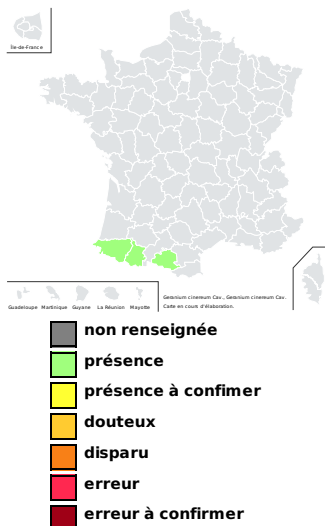 Île-de-France
Guadeloupe Martinique Guyane La Réunion Mayotte
Geranium cinereum Cav., Geranium cinereum Cav.
Carte en cours d'élaboration.
non renseignée
présence
présence à confimer
douteux
disparu
erreur
erreur à confirmer